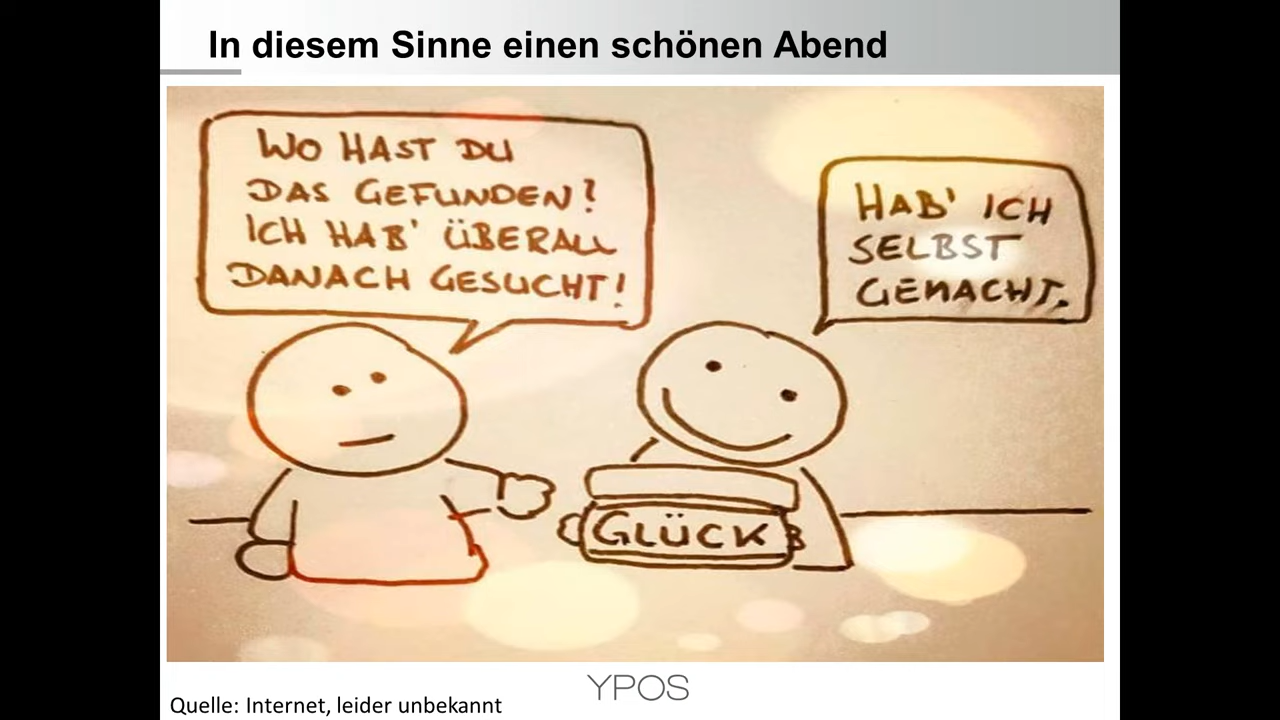 In diesem Sinne einen schönen Abend
WO HAST DU
DAS GEFUNDEN?
ICH HAB' ÜBERALL
DANACH GESUCHT!
HAB' ICH
SELBST
GEMACHT.
GLÜCK
YPOS
Quelle: Internet, leider unbekannt